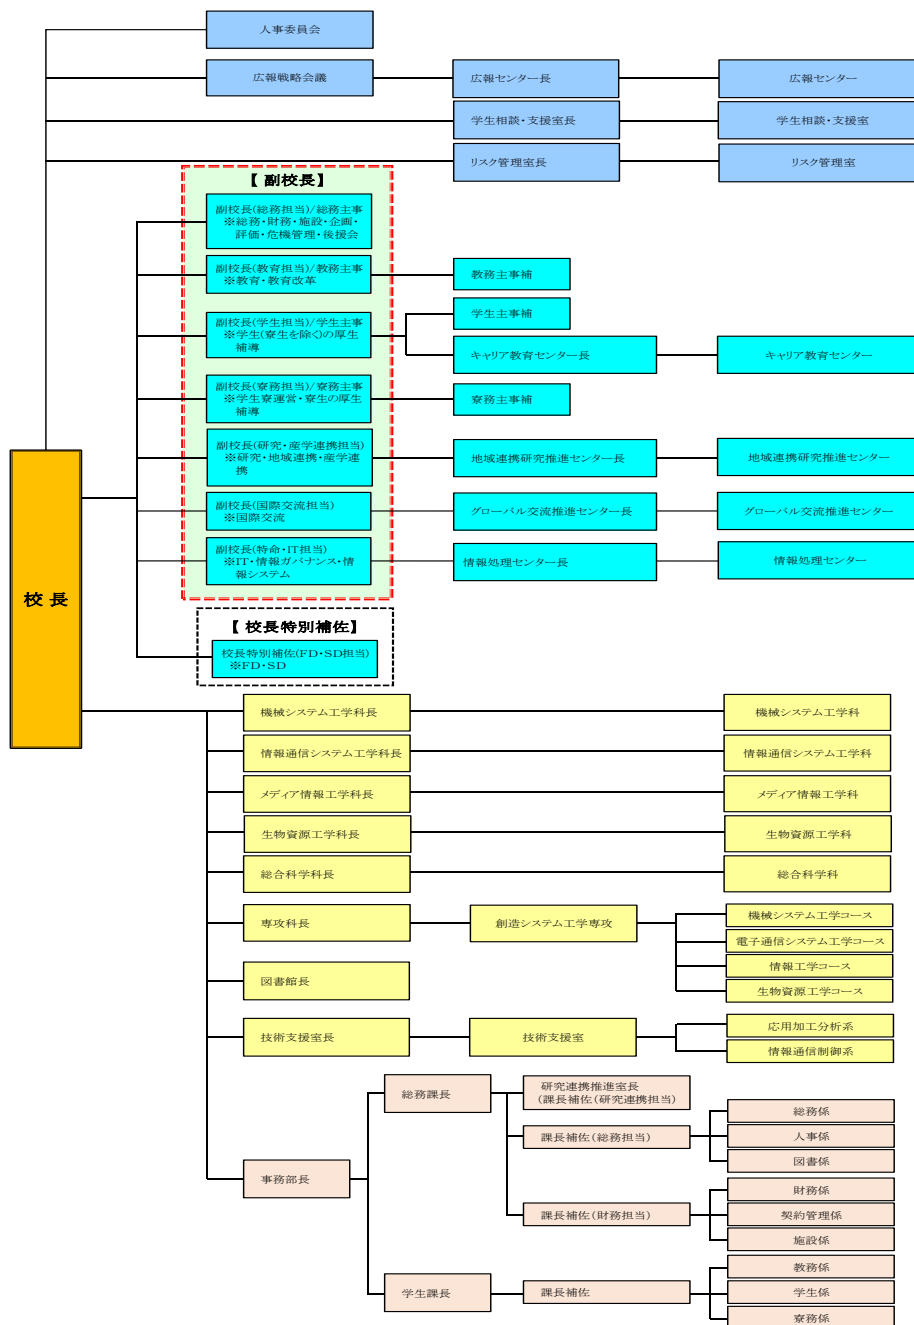 人事委員会
広報戦略会議
広報センター長
広報センター
学生相談・支援室長
学生相談・支援室
リスク管理室長
リスク管理室
【 副校長】
副校長(総務担当)/総務主事
※総務・財務・施設・企画・
評価・危機管理・後援会
副校長(教育担当)/教務主事
※教育・教育改革
教務主事補
副校長(学生担当)/学生主事
※学生(寮生を除く)の厚生
補導
学生主事補
キャリア教育センター長
キャリア教育センター
副校長(寮務担当)/寮務主事
※学生寮運営・寮生の厚生
補導
寮務主事補
副校長(研究・産学連携担当)
※研究・地域連携・産学連
携
地域連携研究推進センター長
地域連携研究推進センター
副校長(国際交流担当)
※国際交流
グローバル交流推進センター長
グローバル交流推進センター
副校長(特命・IT担当)
※IT・情報ガバナンス・情
報システム
情報処理センター長
情報処理センター
校 長
【 校長特別補佐】
校長特別補佐(FD・SD担当)
※FD・SD
機械システム工学科長
機械システム工学科
情報通信システム工学科長
情報通信システム工学科
メディア情報工学科長
メディア情報工学科
生物資源工学科長
生物資源工学科
総合科学科長
総合科学科
専攻科長
創造システム工学専攻
機械システム工学コース
電子通信システム工学コース
情報工学コース
生物資源工学コース
図書館長
技術支援室長
技術支援室
応用加工分析系
情報通信制御系
事務部長
総務課長
研究連携推進室長
(課長補佐(研究連携担当)
課長補佐(総務担当)
総務係
人事係
図書係
課長補佐(財務担当)
財務係
契約管理係
施設係
学生課長
課長補佐
教務係
学生係
寮務係